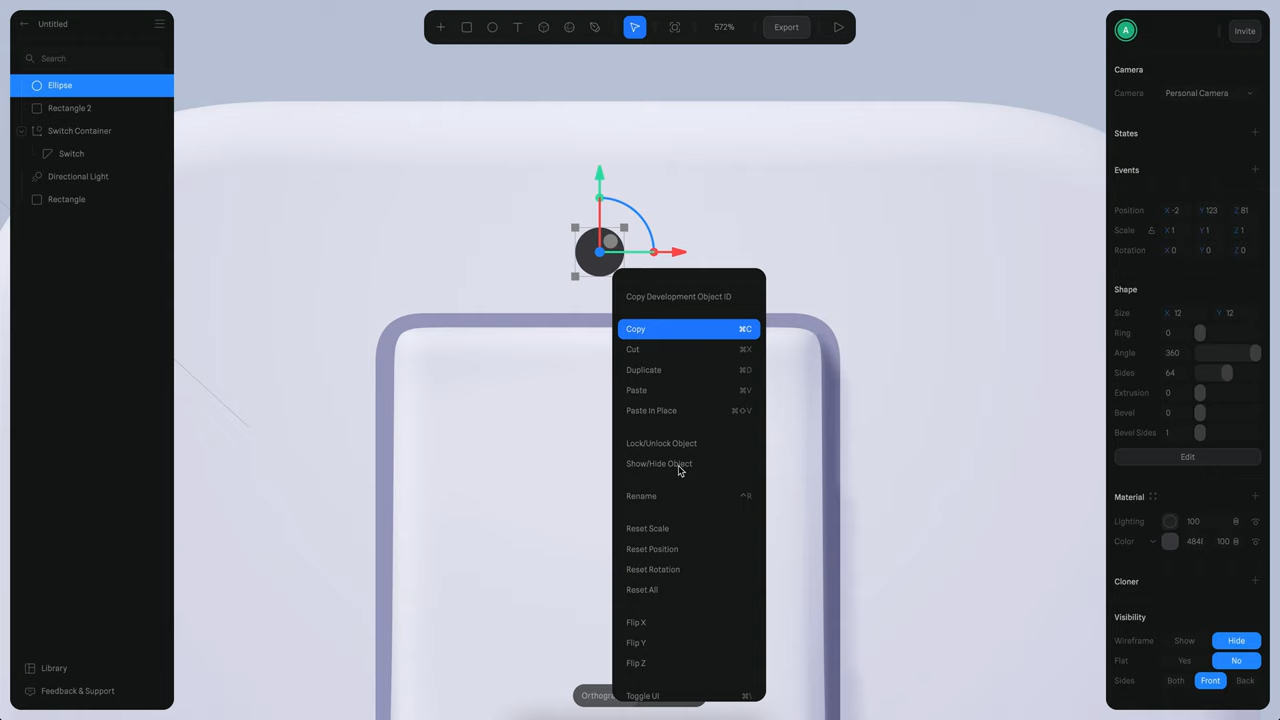 Untitled
Search
Ellipse
Rectangle 2
Switch Container
Switch
Directional Light
Rectangle
Library
Feedback & Support
T
572%
Export
Copy Development Object ID
Copy ⌘C
Cut ⌘X
Duplicate ⌘D
Paste ⌘V
Paste In Place ⌘⇧V
Lock/Unlock Object
Show/Hide Object
Rename ⌃R
Reset Scale
Reset Position
Reset Rotation
Reset All
Flip X
Flip Y
Flip Z
Toggle UI ⌘\
Orthogra
A
Invite
Camera
Camera Personal Camera
States
Events
Position X -2 Y 123 Z 81
Scale X 1 Y 1 Z 1
Rotation X 0 Y 0 Z 0
Shape
Size X 12 Y 12
Ring 0
Angle 360
Sides 64
Extrusion 0
Bevel 0
Bevel Sides 1
Edit
Material
Lighting 100
Color 484 100
Cloner
Visibility
Wireframe Show Hide
Flat Yes No
Sides Both Front Back